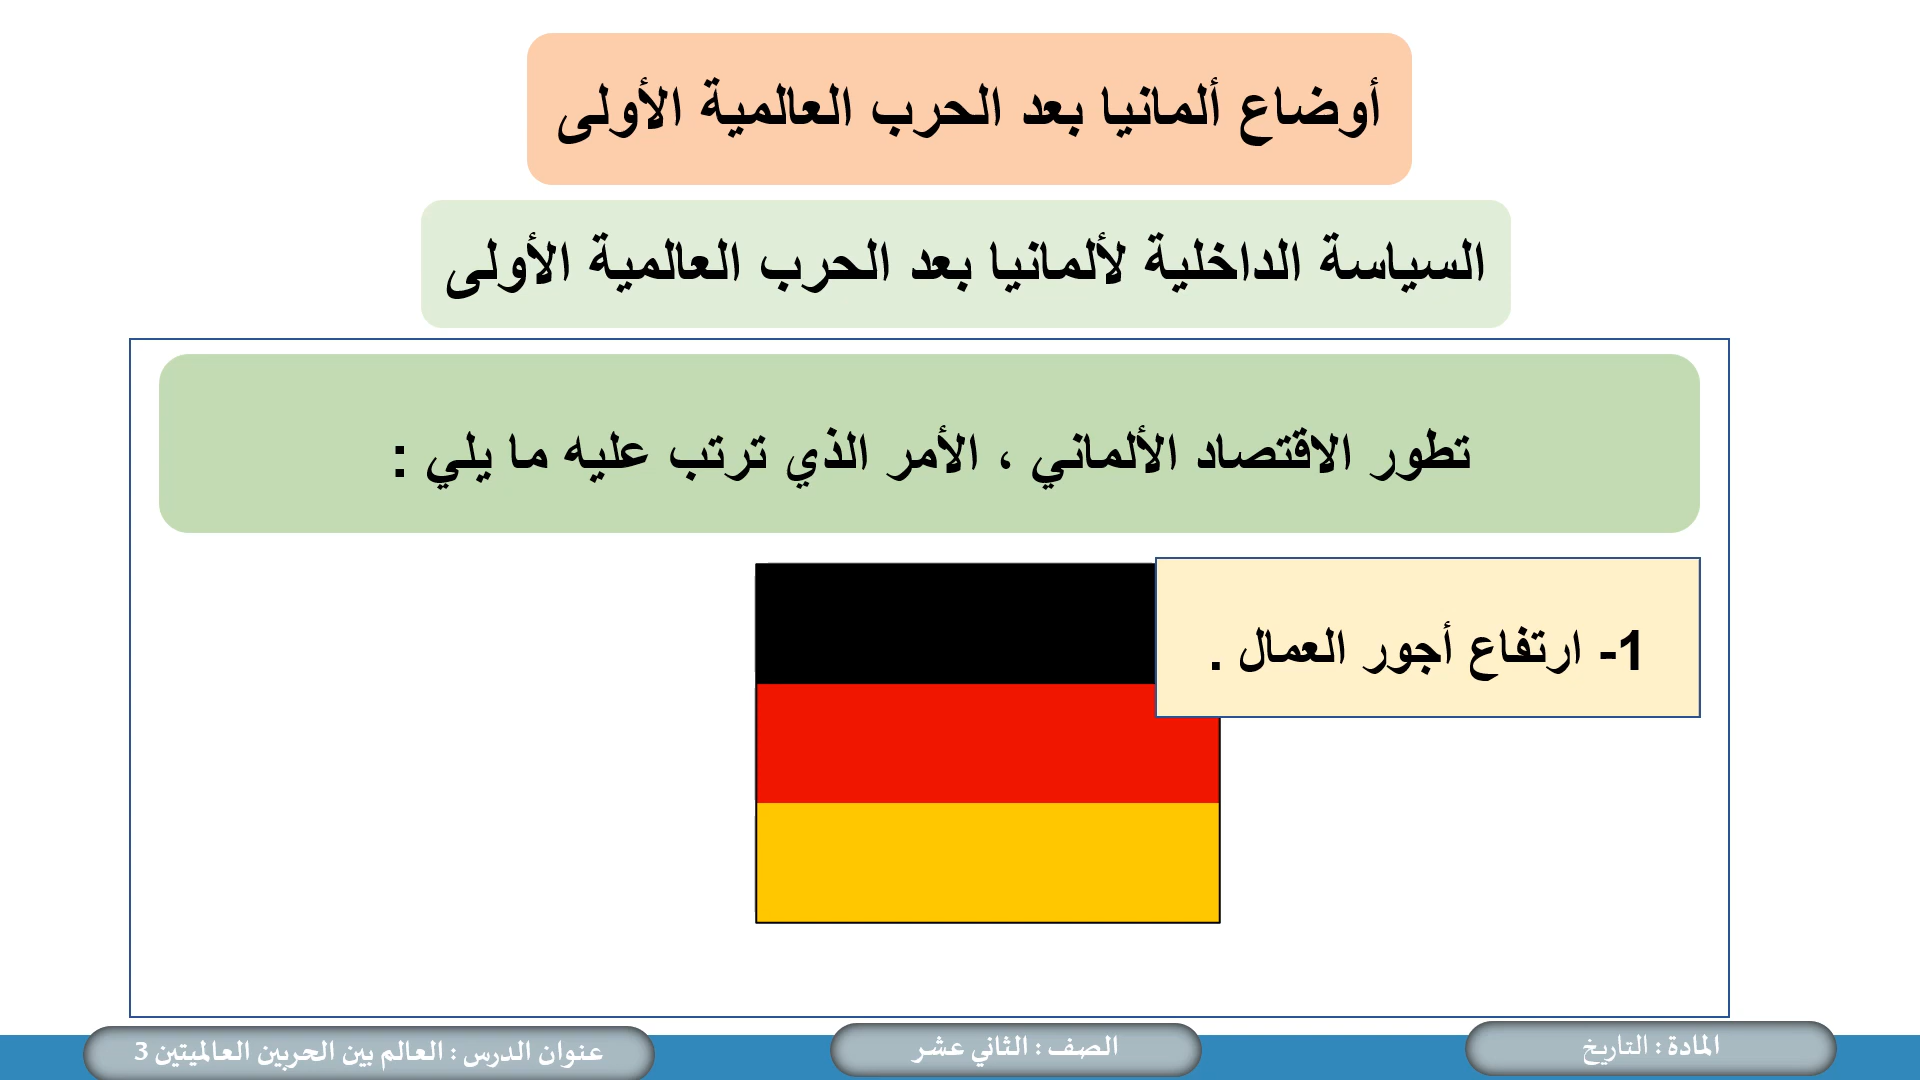 أوضاع ألمانيا بعد الحرب العالمية الأولى
السياسة الداخلية لألمانيا بعد الحرب العالمية الأولى
تطور الاقتصاد الألماني ، الأمر الذي ترتب عليه ما يلي :
1- ارتفاع أجور العمال .
المادة : التاريخ
الصف : الثاني عشر
عنوان الدرس : العالم بين الحربين العالميتين 3